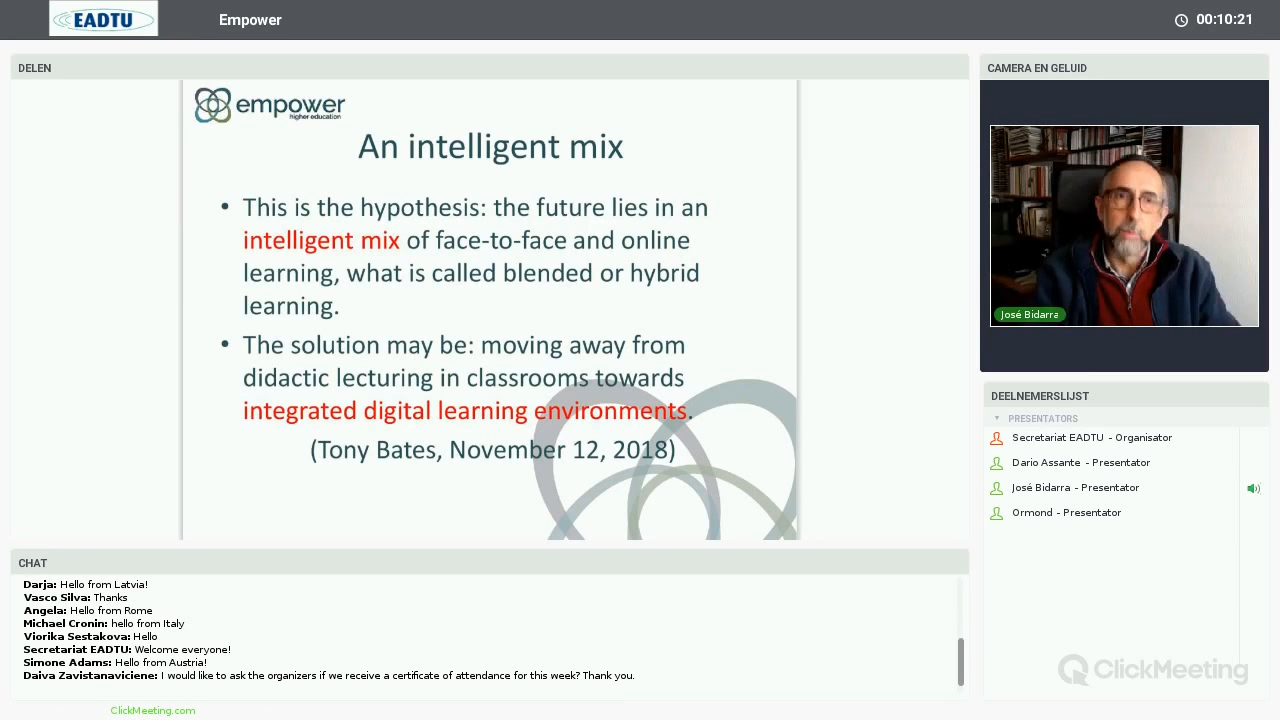 EADTU
Empower
00:10:21
DELEN
empower
higher education
An intelligent mix
• This is the hypothesis: the future lies in an
intelligent mix of face-to-face and online
learning, what is called blended or hybrid
learning.
• The solution may be: moving away from
didactic lecturing in classrooms towards
integrated digital learning environments.
(Tony Bates, November 12, 2018)
CHAT
Darja: Hello from Latvia!
Vasco Silva: Thanks
Angela: Hello from Rome
Michael Cronin: hello from Italy
Viorika Sestakova: Hello
Secretariat EADTU: Welcome everyone!
Simone Adams: Hello from Austria!
Daiva Zavistanaviciene: I would like to ask the organizers if we receive a certificate of attendance for this week? Thank you.
ClickMeeting.com
CAMERA EN GELUID
José Bidarra
DEELNEMERSLIJST
PRESENTATORS
Secretariat EADTU - Organisator
Dario Assante - Presentator
José Bidarra - Presentator
Ormond - Presentator
ClickMeeting